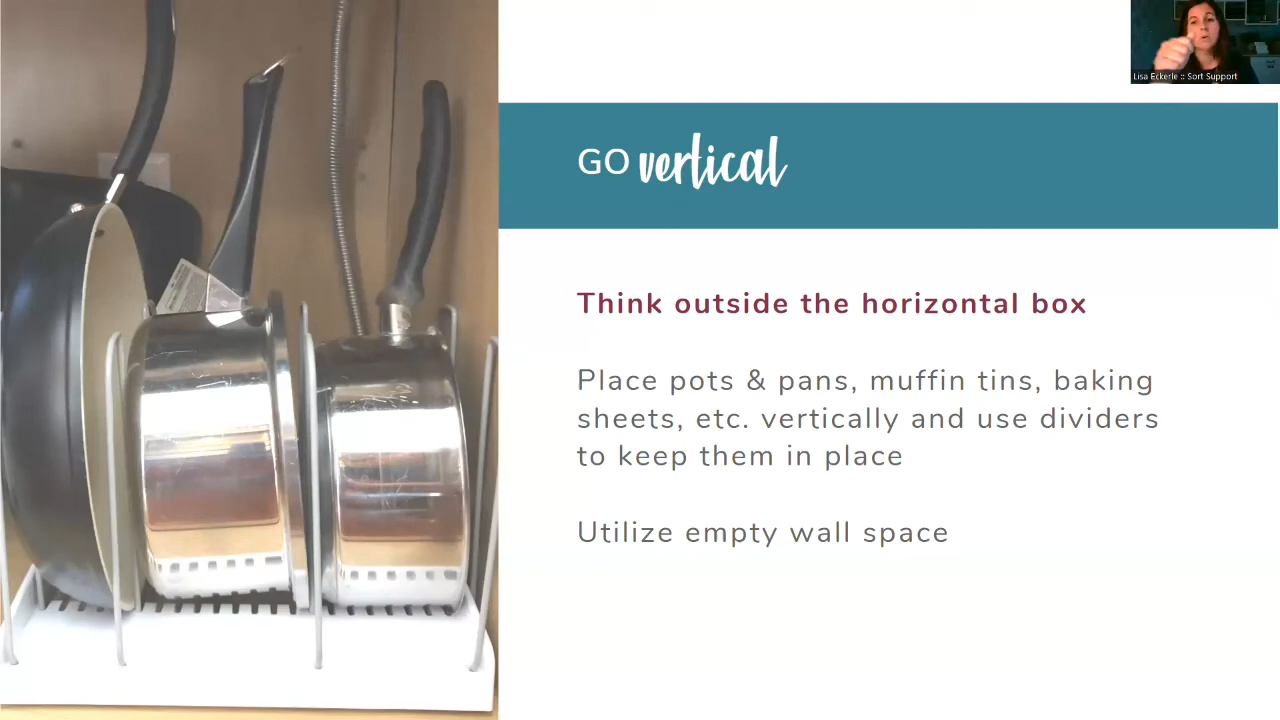 Lisa Eckerle :: Sort Support
GO vertical
Think outside the horizontal box
Place pots & pans, muffin tins, baking
sheets, etc. vertically and use dividers
to keep them in place
Utilize empty wall space